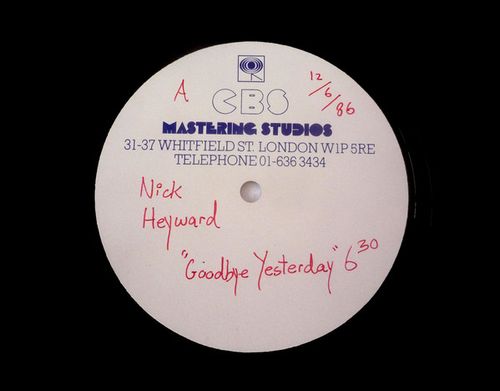 A
12/6/86
CBS
MASTERING STUDIOS
31-37 WHITFIELD ST. LONDON W1P 5RE
TELEPHONE 01-636 3434
Nick
Heyward
"Goodbye Yesterday" 6 30